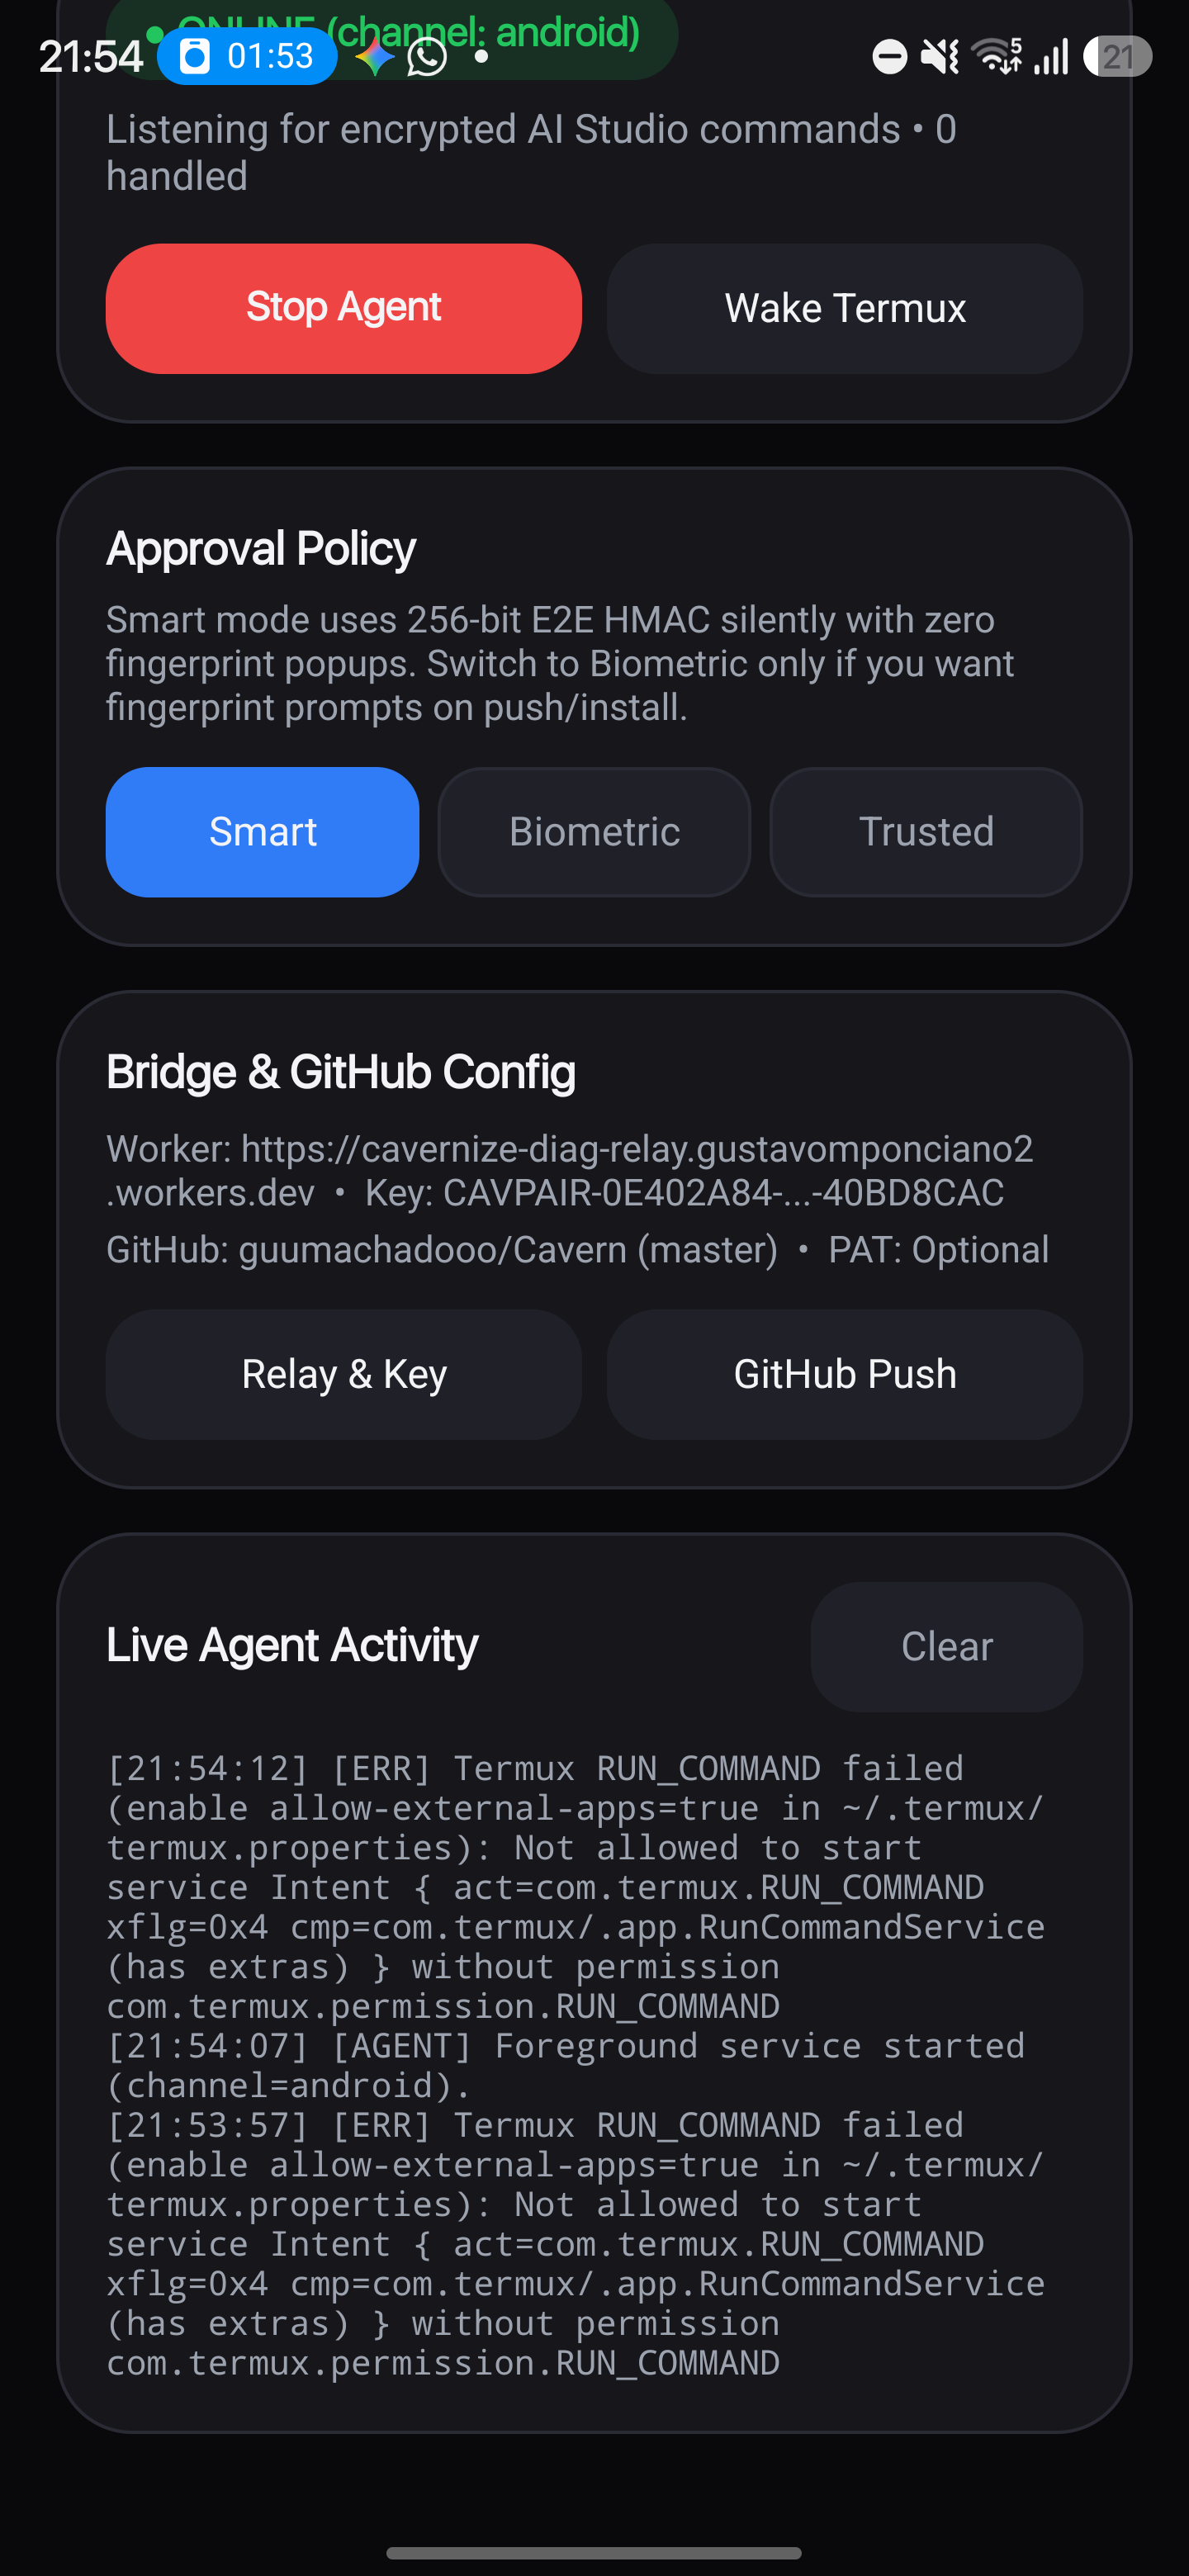 ONLINE (channel: android)
21:54 01:53 5 21
Listening for encrypted AI Studio commands • 0
handled
Stop Agent Wake Termux
Approval Policy
Smart mode uses 256-bit E2E HMAC silently with zero
fingerprint popups. Switch to Biometric only if you want
fingerprint prompts on push/install.
Smart Biometric Trusted
Bridge & GitHub Config
Worker: https://cavernize-diag-relay.gustavomponciano2
.workers.dev • Key: CAVPAIR-0E402A84-...-40BD8CAC
GitHub: guumachadooo/Cavern (master) • PAT: Optional
Relay & Key GitHub Push
Live Agent Activity Clear
[21:54:12] [ERR] Termux RUN_COMMAND failed
(enable allow-external-apps=true in ~/.termux/
termux.properties): Not allowed to start
service Intent { act=com.termux.RUN_COMMAND
xflg=0x4 cmp=com.termux/.app.RunCommandService
(has extras) } without permission
com.termux.permission.RUN_COMMAND
[21:54:07] [AGENT] Foreground service started
(channel=android).
[21:53:57] [ERR] Termux RUN_COMMAND failed
(enable allow-external-apps=true in ~/.termux/
termux.properties): Not allowed to start
service Intent { act=com.termux.RUN_COMMAND
xflg=0x4 cmp=com.termux/.app.RunCommandService
(has extras) } without permission
com.termux.permission.RUN_COMMAND